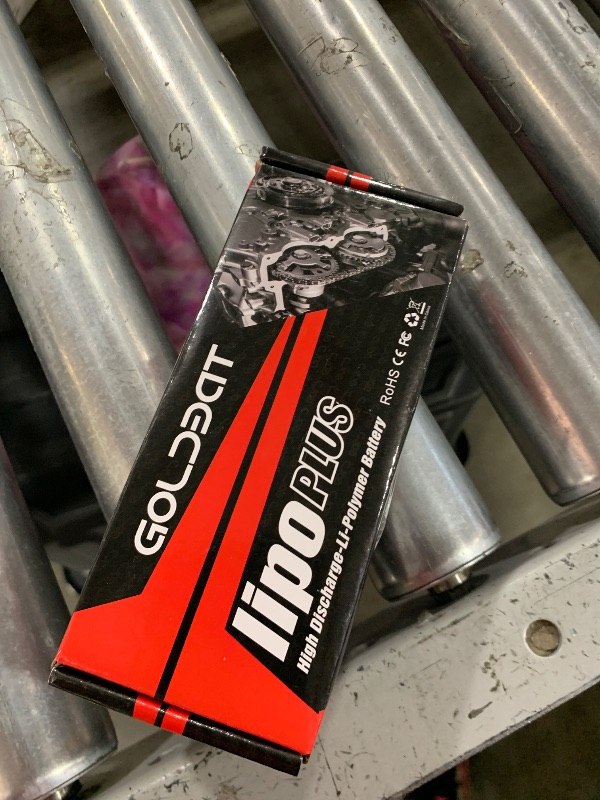 GOLDBAT
lipo PLUS
High Discharge-Li-Polymer Battery
RoHS CE FC